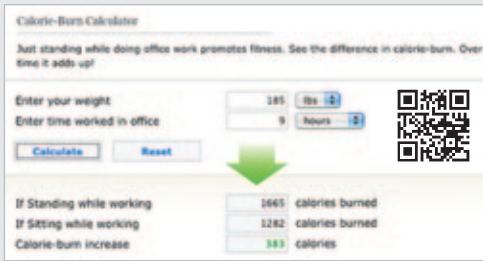 Calorie-Burn Calculator
Just standing while doing office work promotes fitness. See the difference in calorie-burn. Over
time it adds up!
Enter your weight 185 lbs
Enter time worked in office 9 hours
Calculate Reset
If Standing while working 1665 calories burned
If Sitting while working 1282 calories burned
Calorie-burn increase 383 calories